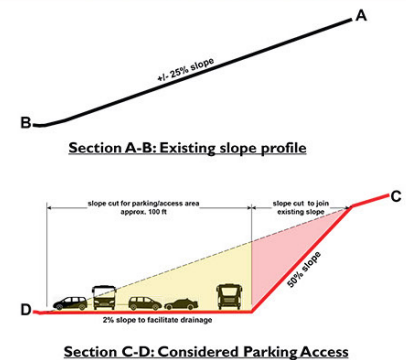 A
+/- 25% slope
B
Section A-B: Existing slope profile
slope cut for parking/access area
approx. 100 ft
slope cut to join
existing slope
C
50% slope
D
2% slope to facilitate drainage
Section C-D: Considered Parking Access